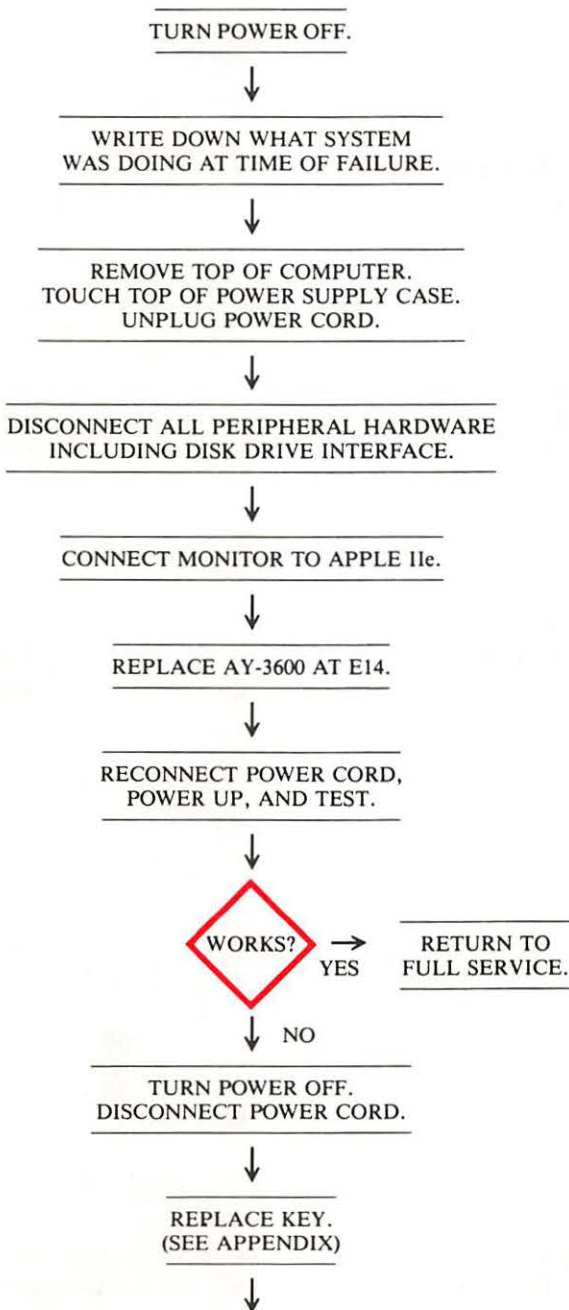 TURN POWER OFF.
WRITE DOWN WHAT SYSTEM
WAS DOING AT TIME OF FAILURE.
REMOVE TOP OF COMPUTER.
TOUCH TOP OF POWER SUPPLY CASE.
UNPLUG POWER CORD.
DISCONNECT ALL PERIPHERAL HARDWARE
INCLUDING DISK DRIVE INTERFACE.
CONNECT MONITOR TO APPLE IIe.
REPLACE AY-3600 AT E14.
RECONNECT POWER CORD,
POWER UP, AND TEST.
WORKS?
YES
RETURN TO
FULL SERVICE.
NO
TURN POWER OFF.
DISCONNECT POWER CORD.
REPLACE KEY.
(SEE APPENDIX)